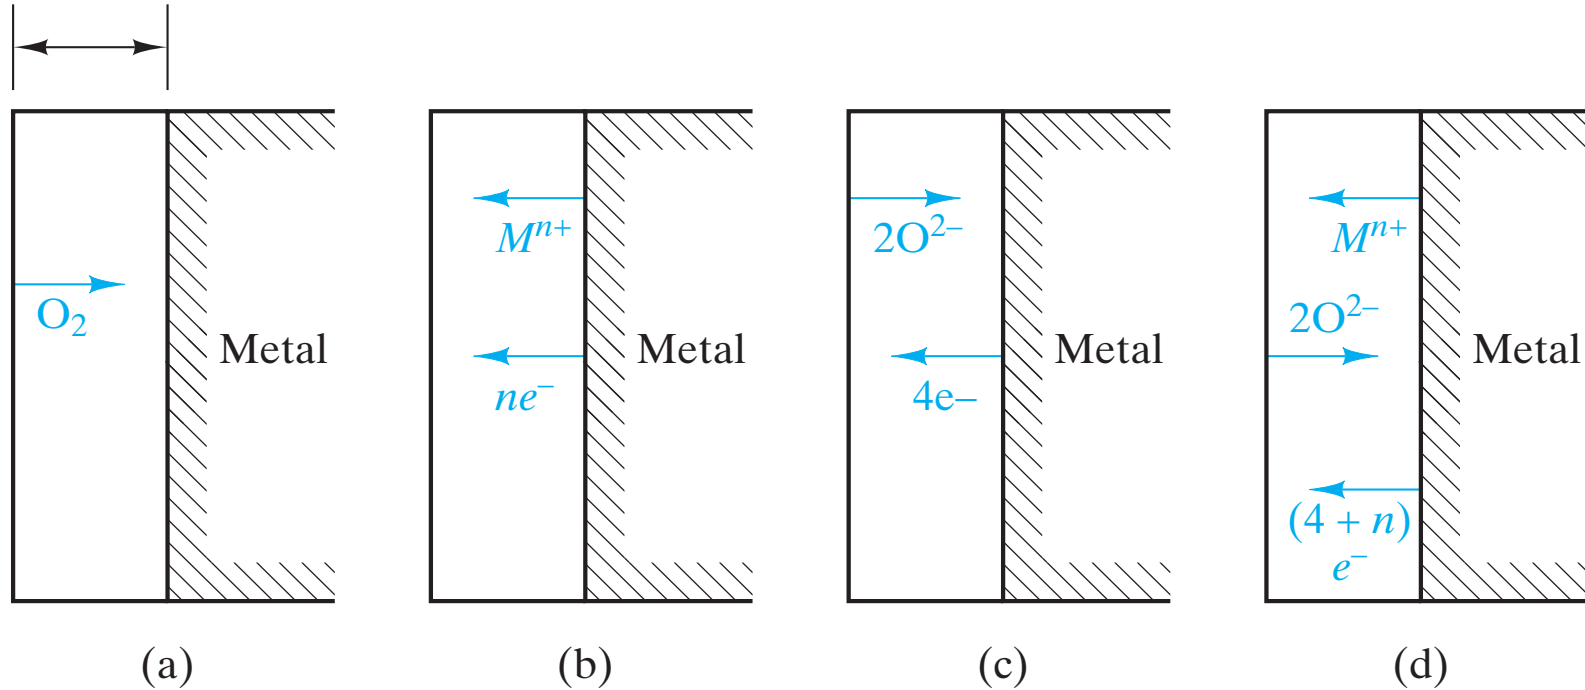 O₂
Metal
(a)
Mⁿ⁺
ne⁻
Metal
(b)
2O²⁻
4e–
Metal
(c)
Mⁿ⁺
2O²⁻
Metal
(4 + n)
e⁻
(d)